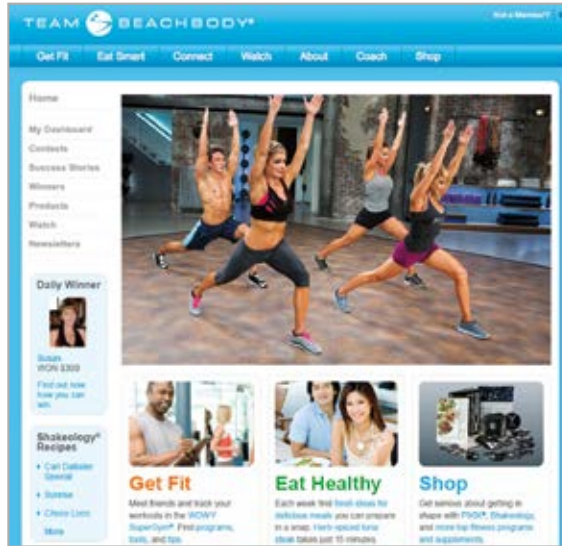 TEAM BEACHBODY®
Not a Member?
Get Fit
Eat Smart
Connect
Watch
About
Coach
Shop
Home
My Dashboard
Contests
Success Stories
Winners
Products
Watch
Newsletters
Daily Winner
Susan
WON $300
Find out now
how you can
win.
Shakeology®
Recipes
Sunrise
Choco Loco
More
Get Fit
Meet friends and track your
workouts in the WOWY
SuperGym®. Find programs,
tools, and tips.
Eat Healthy
Each week find fresh ideas for
delicious meals you can prepare
in a snap. Herb-spiced tuna
steak takes just 15 minutes.
Shop
Get serious about getting in
shape with P90X®, Shakeology,
and more top fitness programs
and supplements.